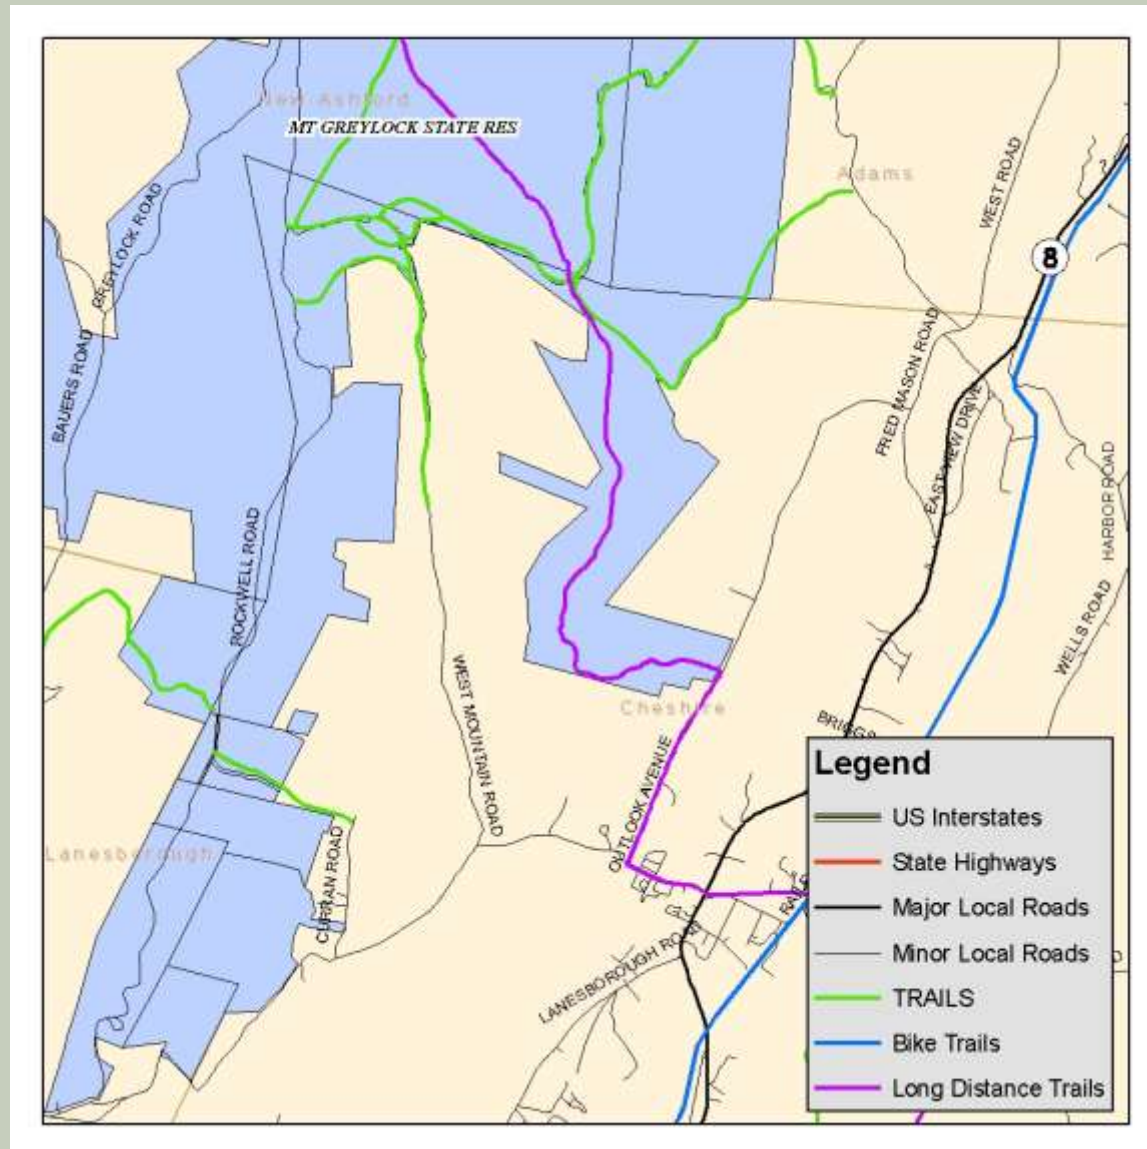 New Ashford
MT GREYLOCK STATE RES
Adams
WEST ROAD
GREYLOCK ROAD
8
BAUERS ROAD
FRED MASON ROAD
EAST VIEW DRIVE
HARBOR ROAD
ROCKWELL ROAD
WELLS ROAD
WEST MOUNTAIN ROAD
Cheshire
BRIGGS
OUTLOOK AVENUE
Lanesborough
CURRAN ROAD
LANESBOROUGH ROAD
Legend
US Interstates
State Highways
Major Local Roads
Minor Local Roads
TRAILS
Bike Trails
Long Distance Trails